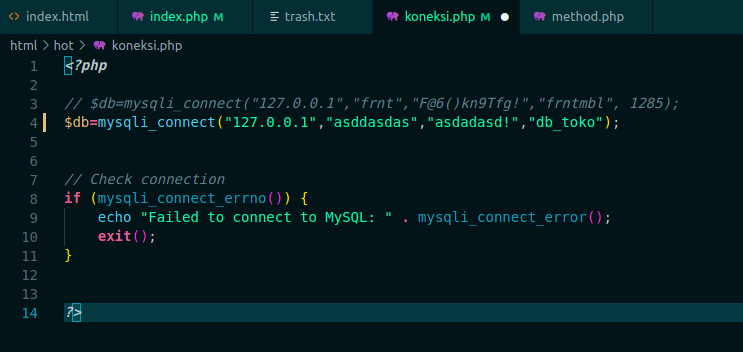 index.html index.php M trash.txt koneksi.php M method.php
html > hot > koneksi.php
1 <?php
2
3 // $db=mysqli_connect("127.0.0.1","frnt","F@6()kn9Tfg!","frntmbl", 1285);
4 $db=mysqli_connect("127.0.0.1","asddasdas","asdadasd!","db_toko");
5
6
7 // Check connection
8 if (mysqli_connect_errno()) {
9 echo "Failed to connect to MySQL: " . mysqli_connect_error();
10 exit();
11 }
12
13
14 ?>